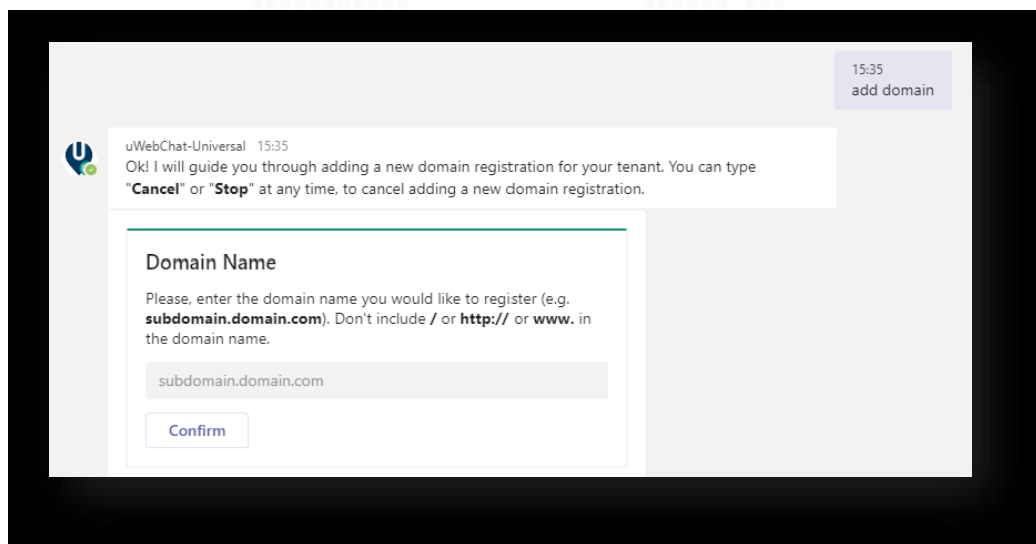 15:35
add domain
uWebChat-Universal 15:35
Ok! I will guide you through adding a new domain registration for your tenant. You can type
"Cancel" or "Stop" at any time, to cancel adding a new domain registration.
Domain Name
Please, enter the domain name you would like to register (e.g.
subdomain.domain.com). Don't include / or http:// or www. in
the domain name.
subdomain.domain.com
Confirm